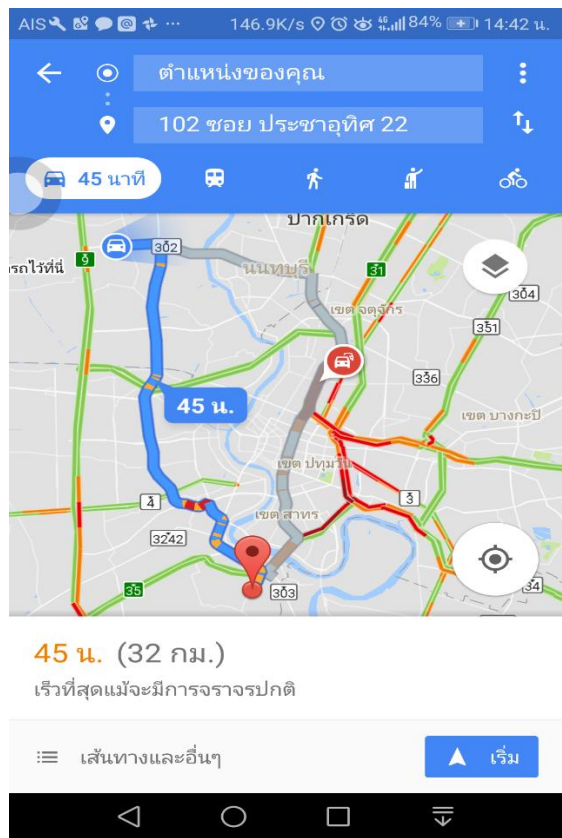 AIS 146.9K/s 84% 14:42 น.
ตำแหน่งของคุณ
102 ซอย ประชาอุทิศ 22
45 นาที
ปากเกร็ด
302
รถไว้ที่นี่
9
นนทบุรี
31
304
เขต จตุจักร
351
336
45 น.
เขต บางกะปิ
เขต ปทุมวัน
4
3
เขต สาทร
3242
35
303
34
45 น. (32 กม.)
เร็วที่สุดแม้จะมีการจราจรปกติ
เส้นทางและอื่นๆ
เริ่ม